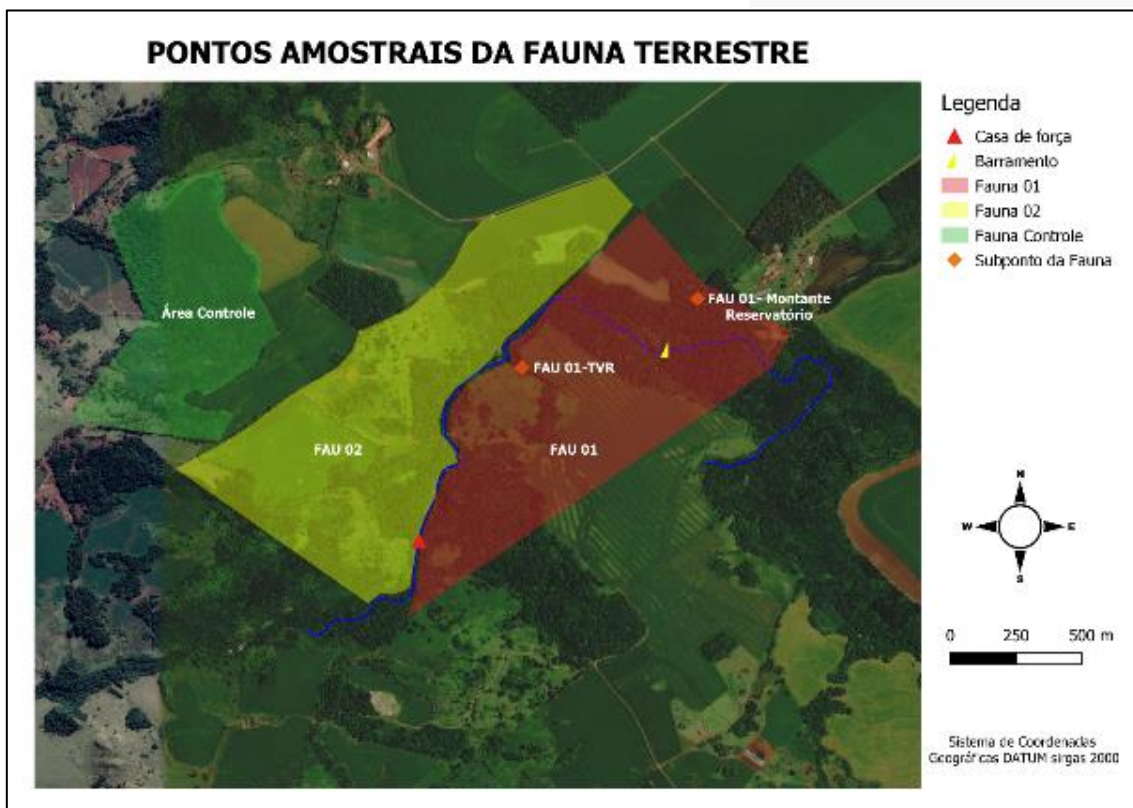 PONTOS AMOSTRAIS DA FAUNA TERRESTRE
Legenda
Casa de força
Barramento
Fauna 01
Fauna 02
Fauna Controle
Subponto da Fauna
Área Controle
FAU 01- Montante
Reservatório
FAU 01-TVR
FAU 02
FAU 01
N
W
E
S
0 250 500 m
Sistema de Coordenadas
Geográficas DATUM sirgas 2000